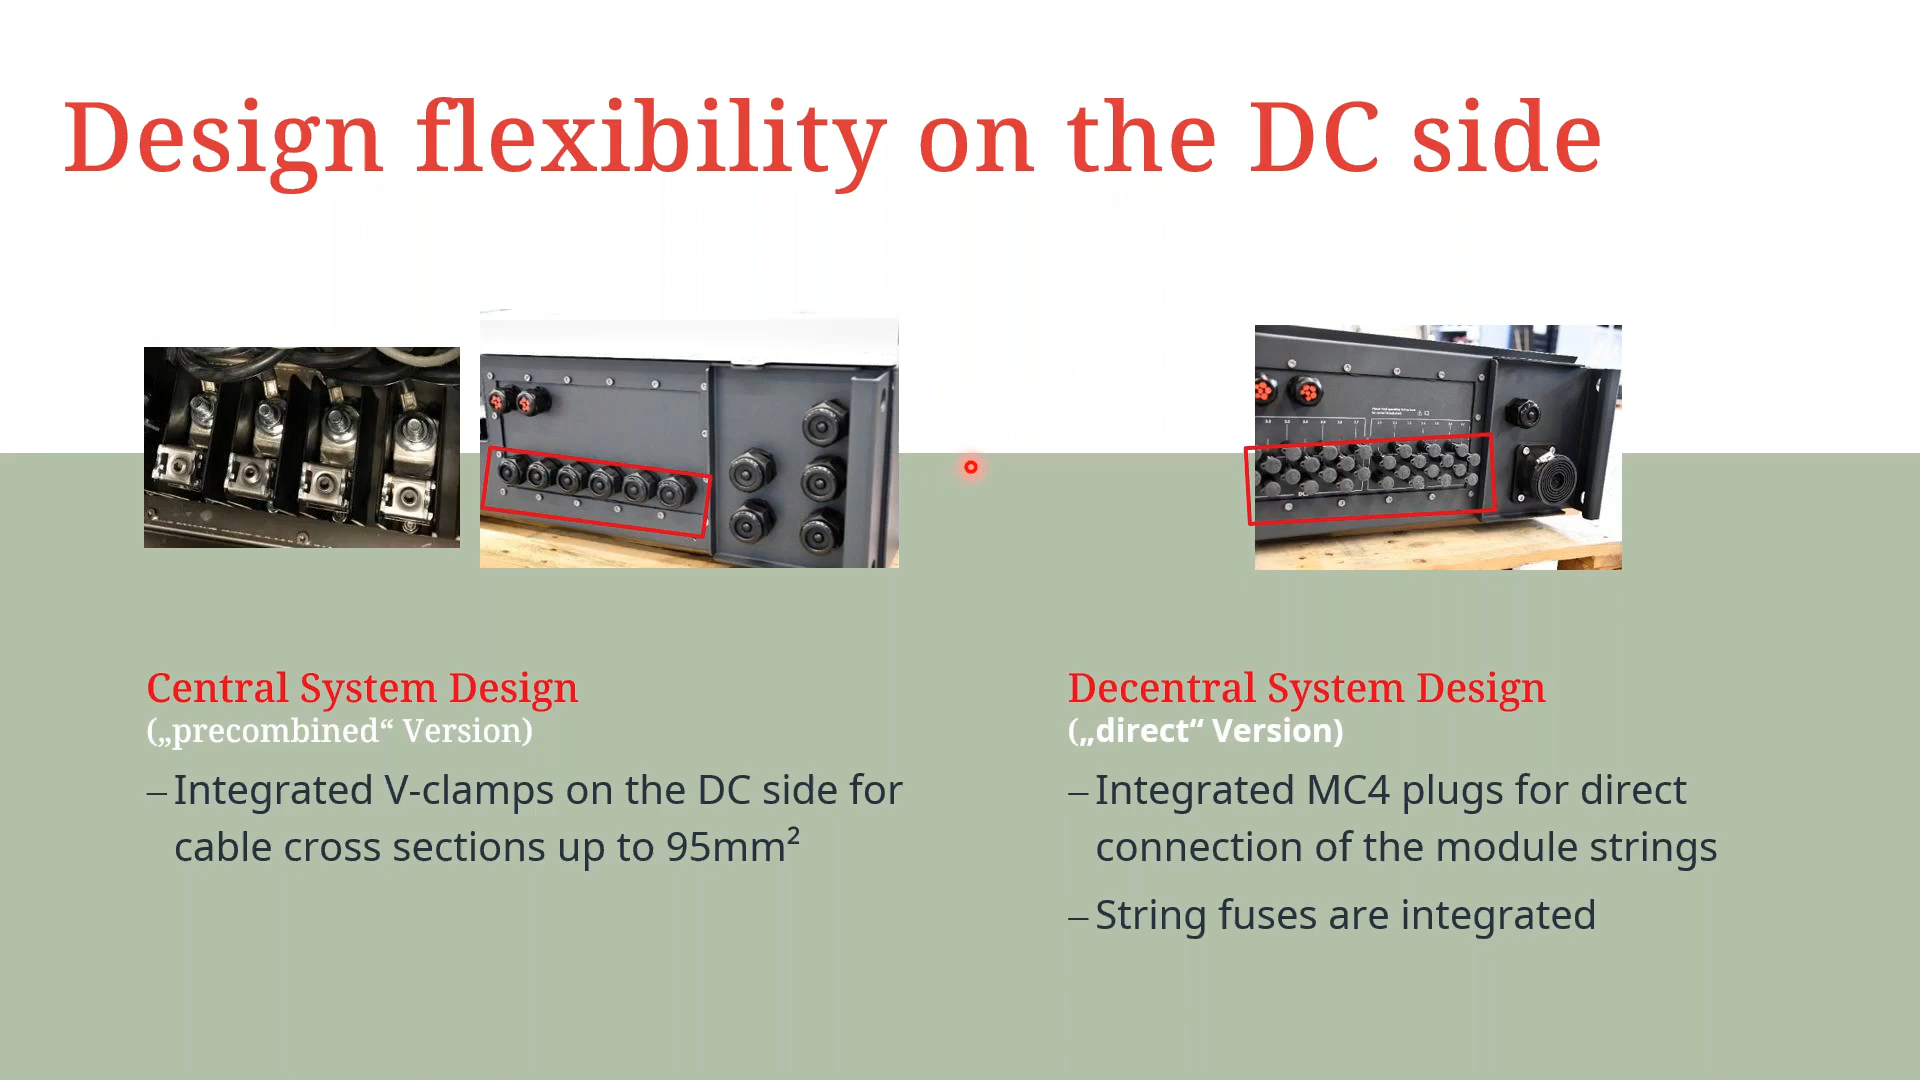 Design flexibility on the DC side
Central System Design
(„precombined“ Version)
– Integrated V-clamps on the DC side for
cable cross sections up to 95mm²
Decentral System Design
(„direct“ Version)
– Integrated MC4 plugs for direct
connection of the module strings
– String fuses are integrated